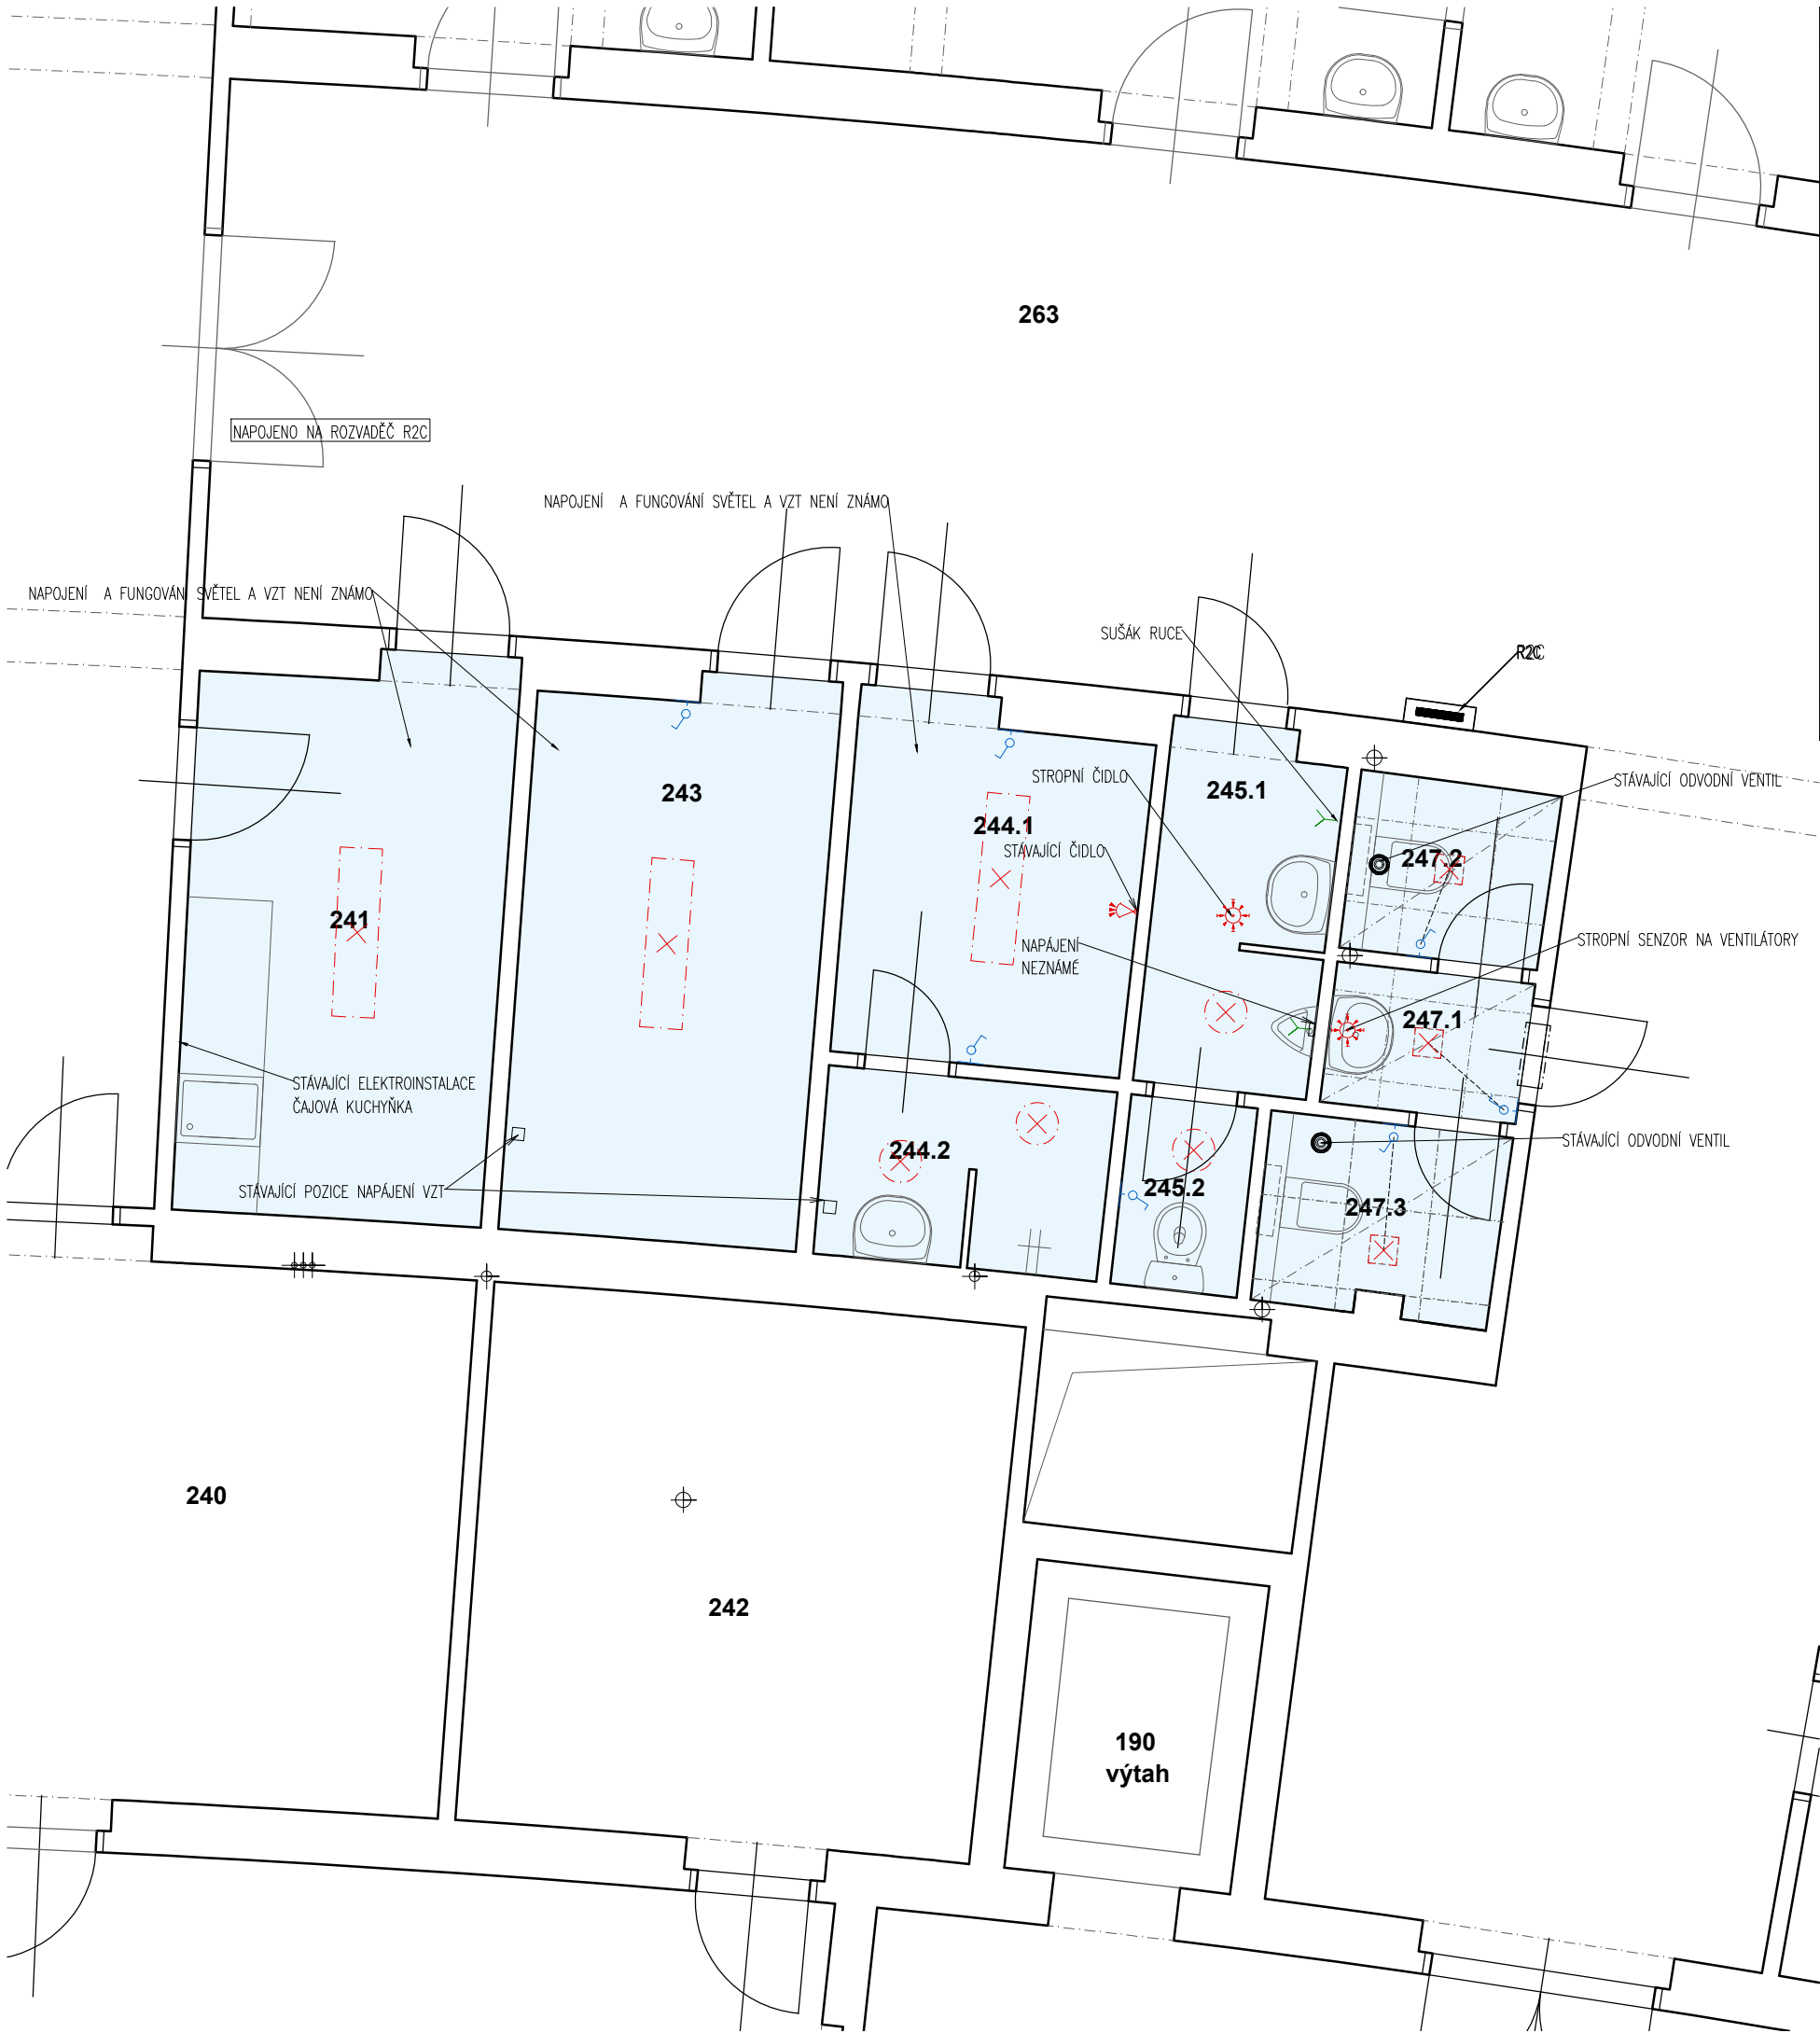 263
NAPOJENO NA ROZVADĚČ R2C
NAPOJENÍ A FUNGOVÁNÍ SVĚTEL A VZT NENÍ ZNÁMO
NAPOJENÍ A FUNGOVÁNÍ SVĚTEL A VZT NENÍ ZNÁMO
SUŠÁK RUCE
R2C
STROPNÍ ČIDLO
STÁVAJÍCÍ ODVODNÍ VENTIL
243
245.1
244.1
STÁVAJÍCÍ ČIDLO
247.2
241
NAPÁJENÍ
NEZNÁMÉ
STROPNÍ SENZOR NA VENTILÁTORY
247.1
STÁVAJÍCÍ ELEKTROINSTALACE
ČAJOVÁ KUCHYŇKA
STÁVAJÍCÍ ODVODNÍ VENTIL
244.2
STÁVAJÍCÍ POZICE NAPÁJENÍ VZT
245.2
247.3
240
242
190
výtah